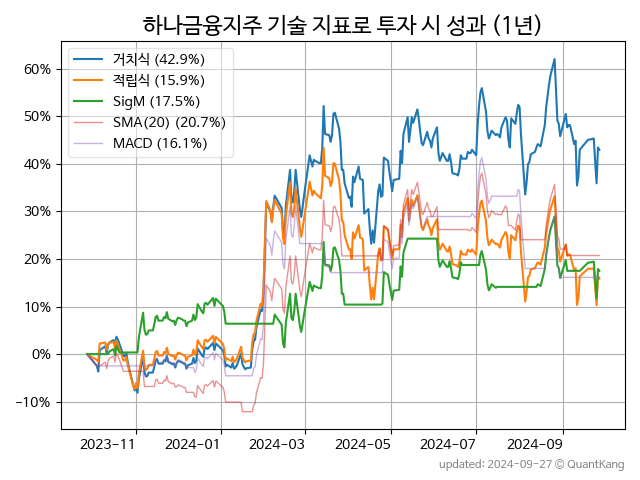 하나금융지주 기술 지표로 투자 시 성과 (1년)
거치식 (42.9%)
적립식 (15.9%)
SigM (17.5%)
SMA(20) (20.7%)
MACD (16.1%)
60%
50%
40%
30%
20%
10%
0%
−10%
2023−11 2024−01 2024−03 2024−05 2024−07 2024−09
updated: 2024-09-27 © QuantKang